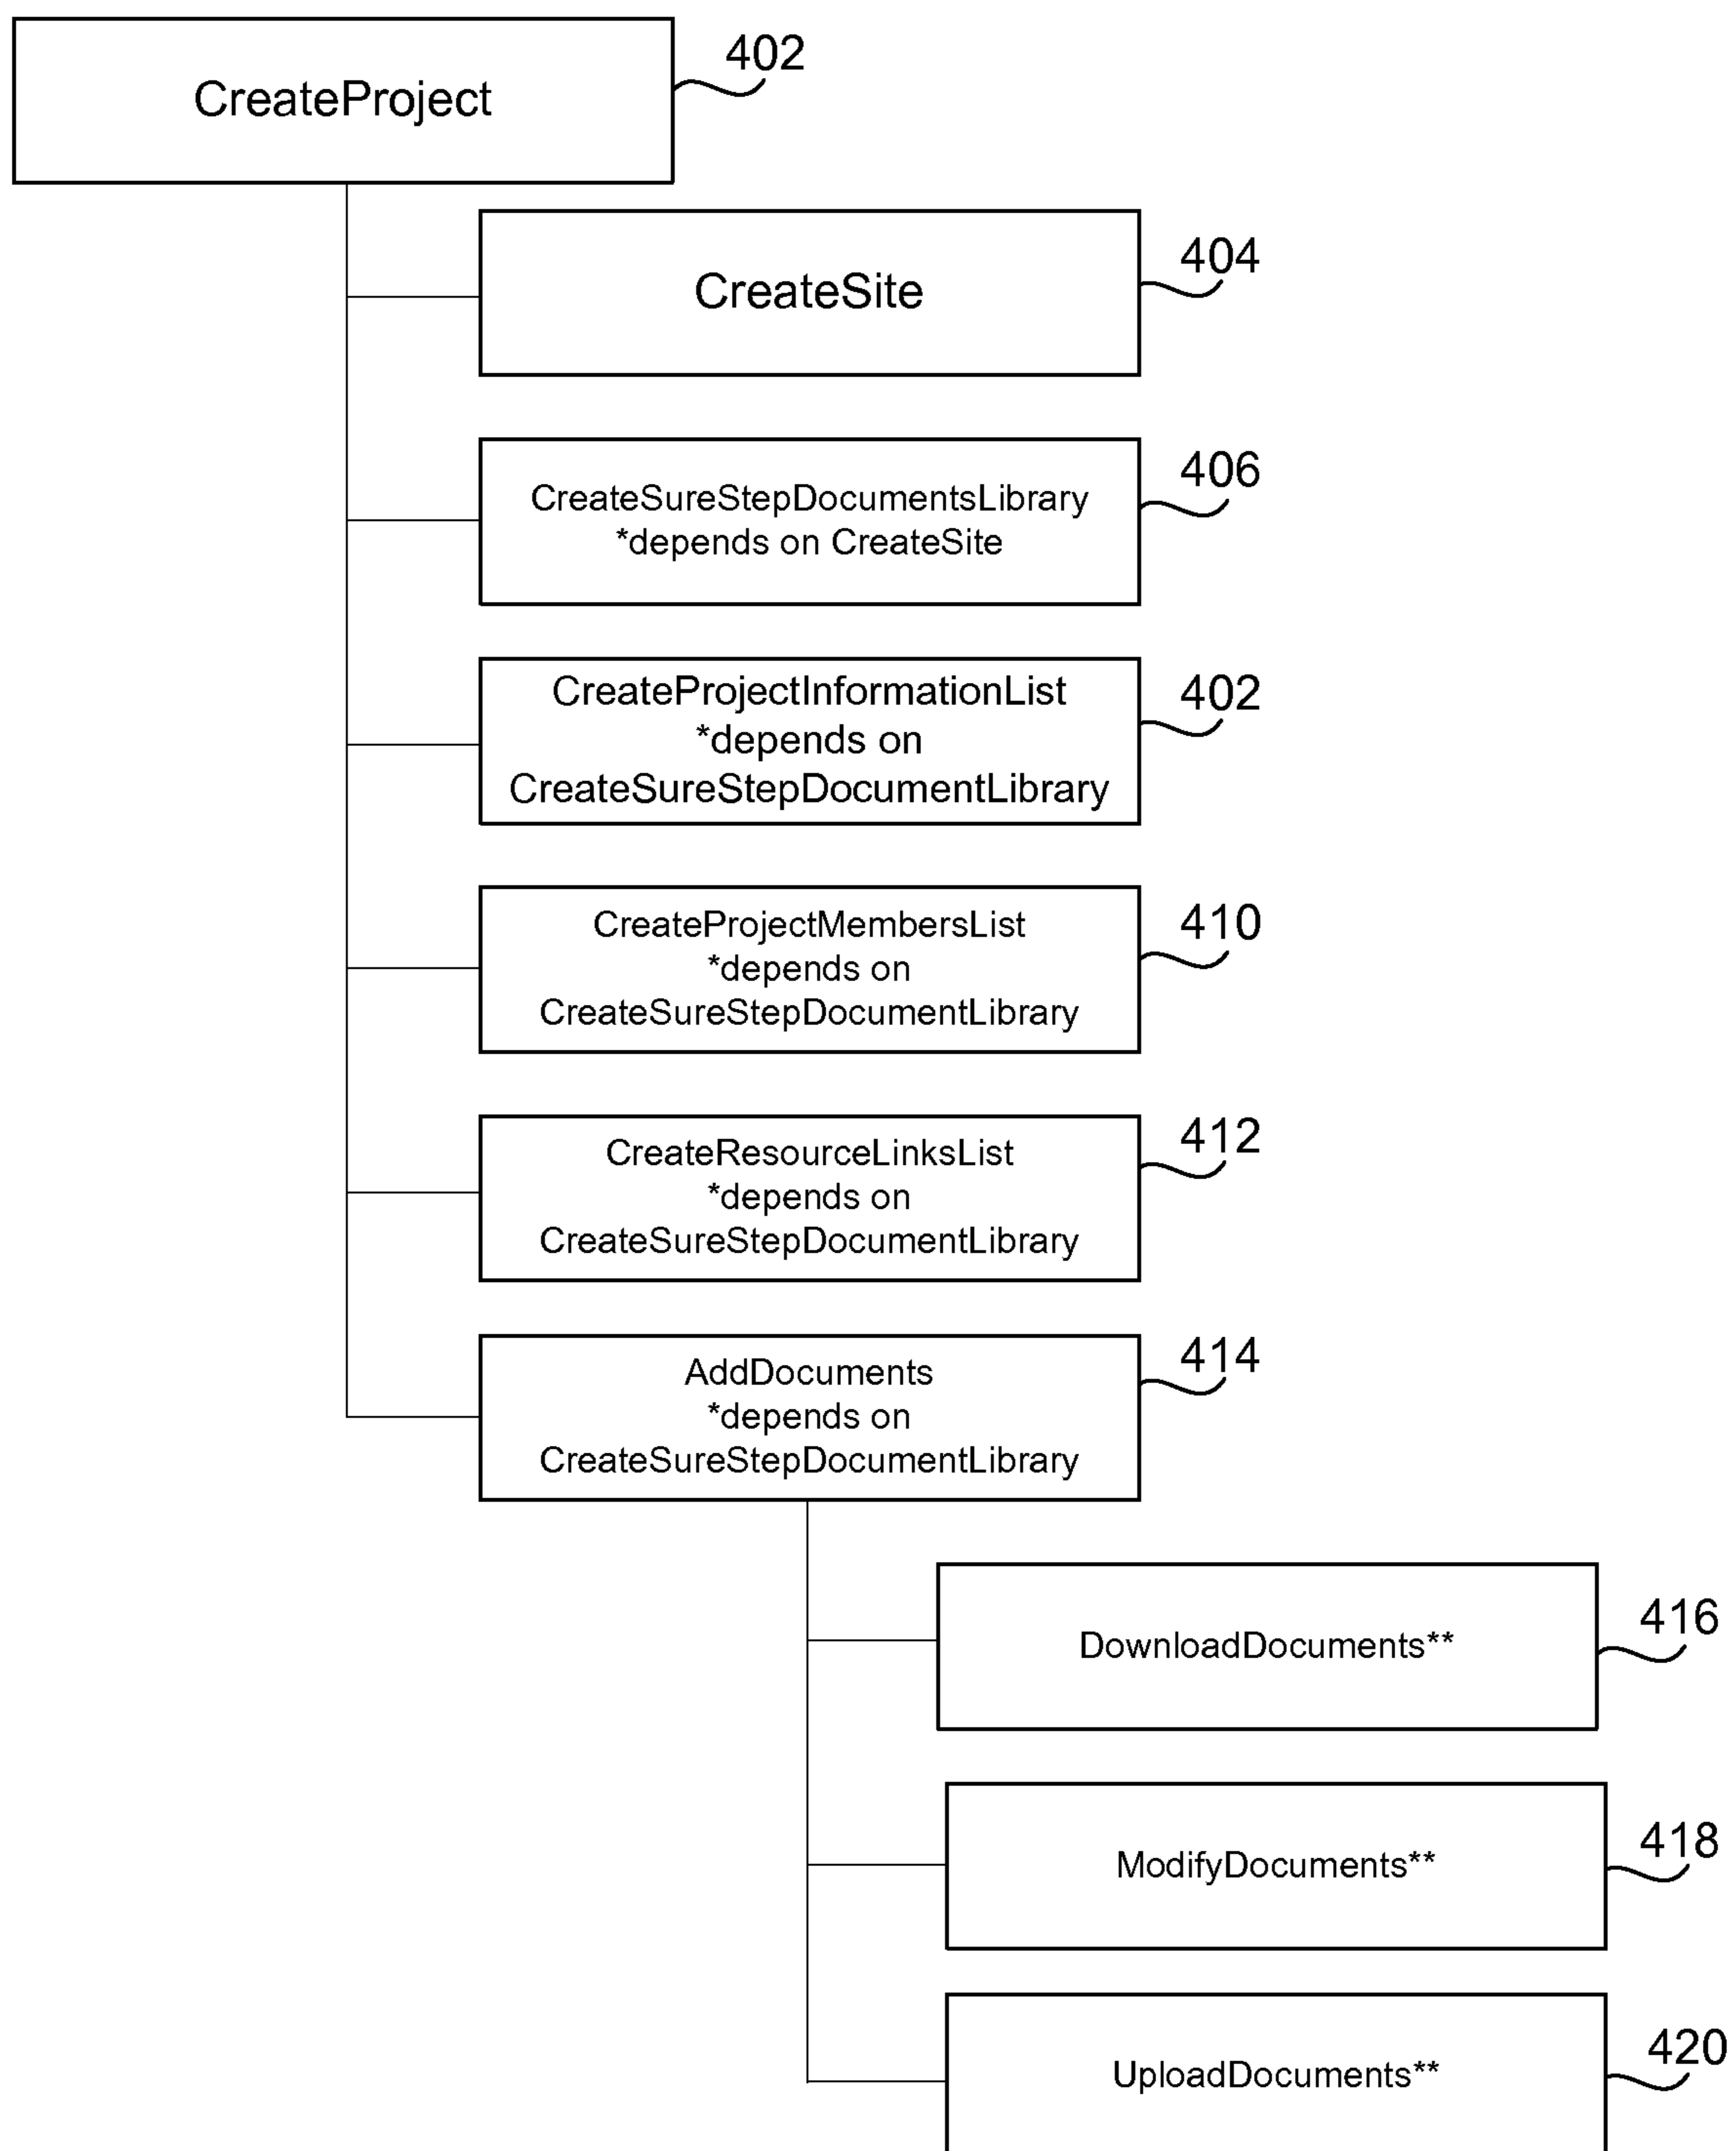 CreateProject
402
CreateSite
404
CreateSureStepDocumentsLibrary
*depends on CreateSite
406
CreateProjectInformationList
*depends on
CreateSureStepDocumentLibrary
402
CreateProjectMembersList
*depends on
CreateSureStepDocumentLibrary
410
CreateResourceLinksList
*depends on
CreateSureStepDocumentLibrary
412
AddDocuments
*depends on
CreateSureStepDocumentLibrary
414
DownloadDocuments**
416
ModifyDocuments**
418
UploadDocuments**
420